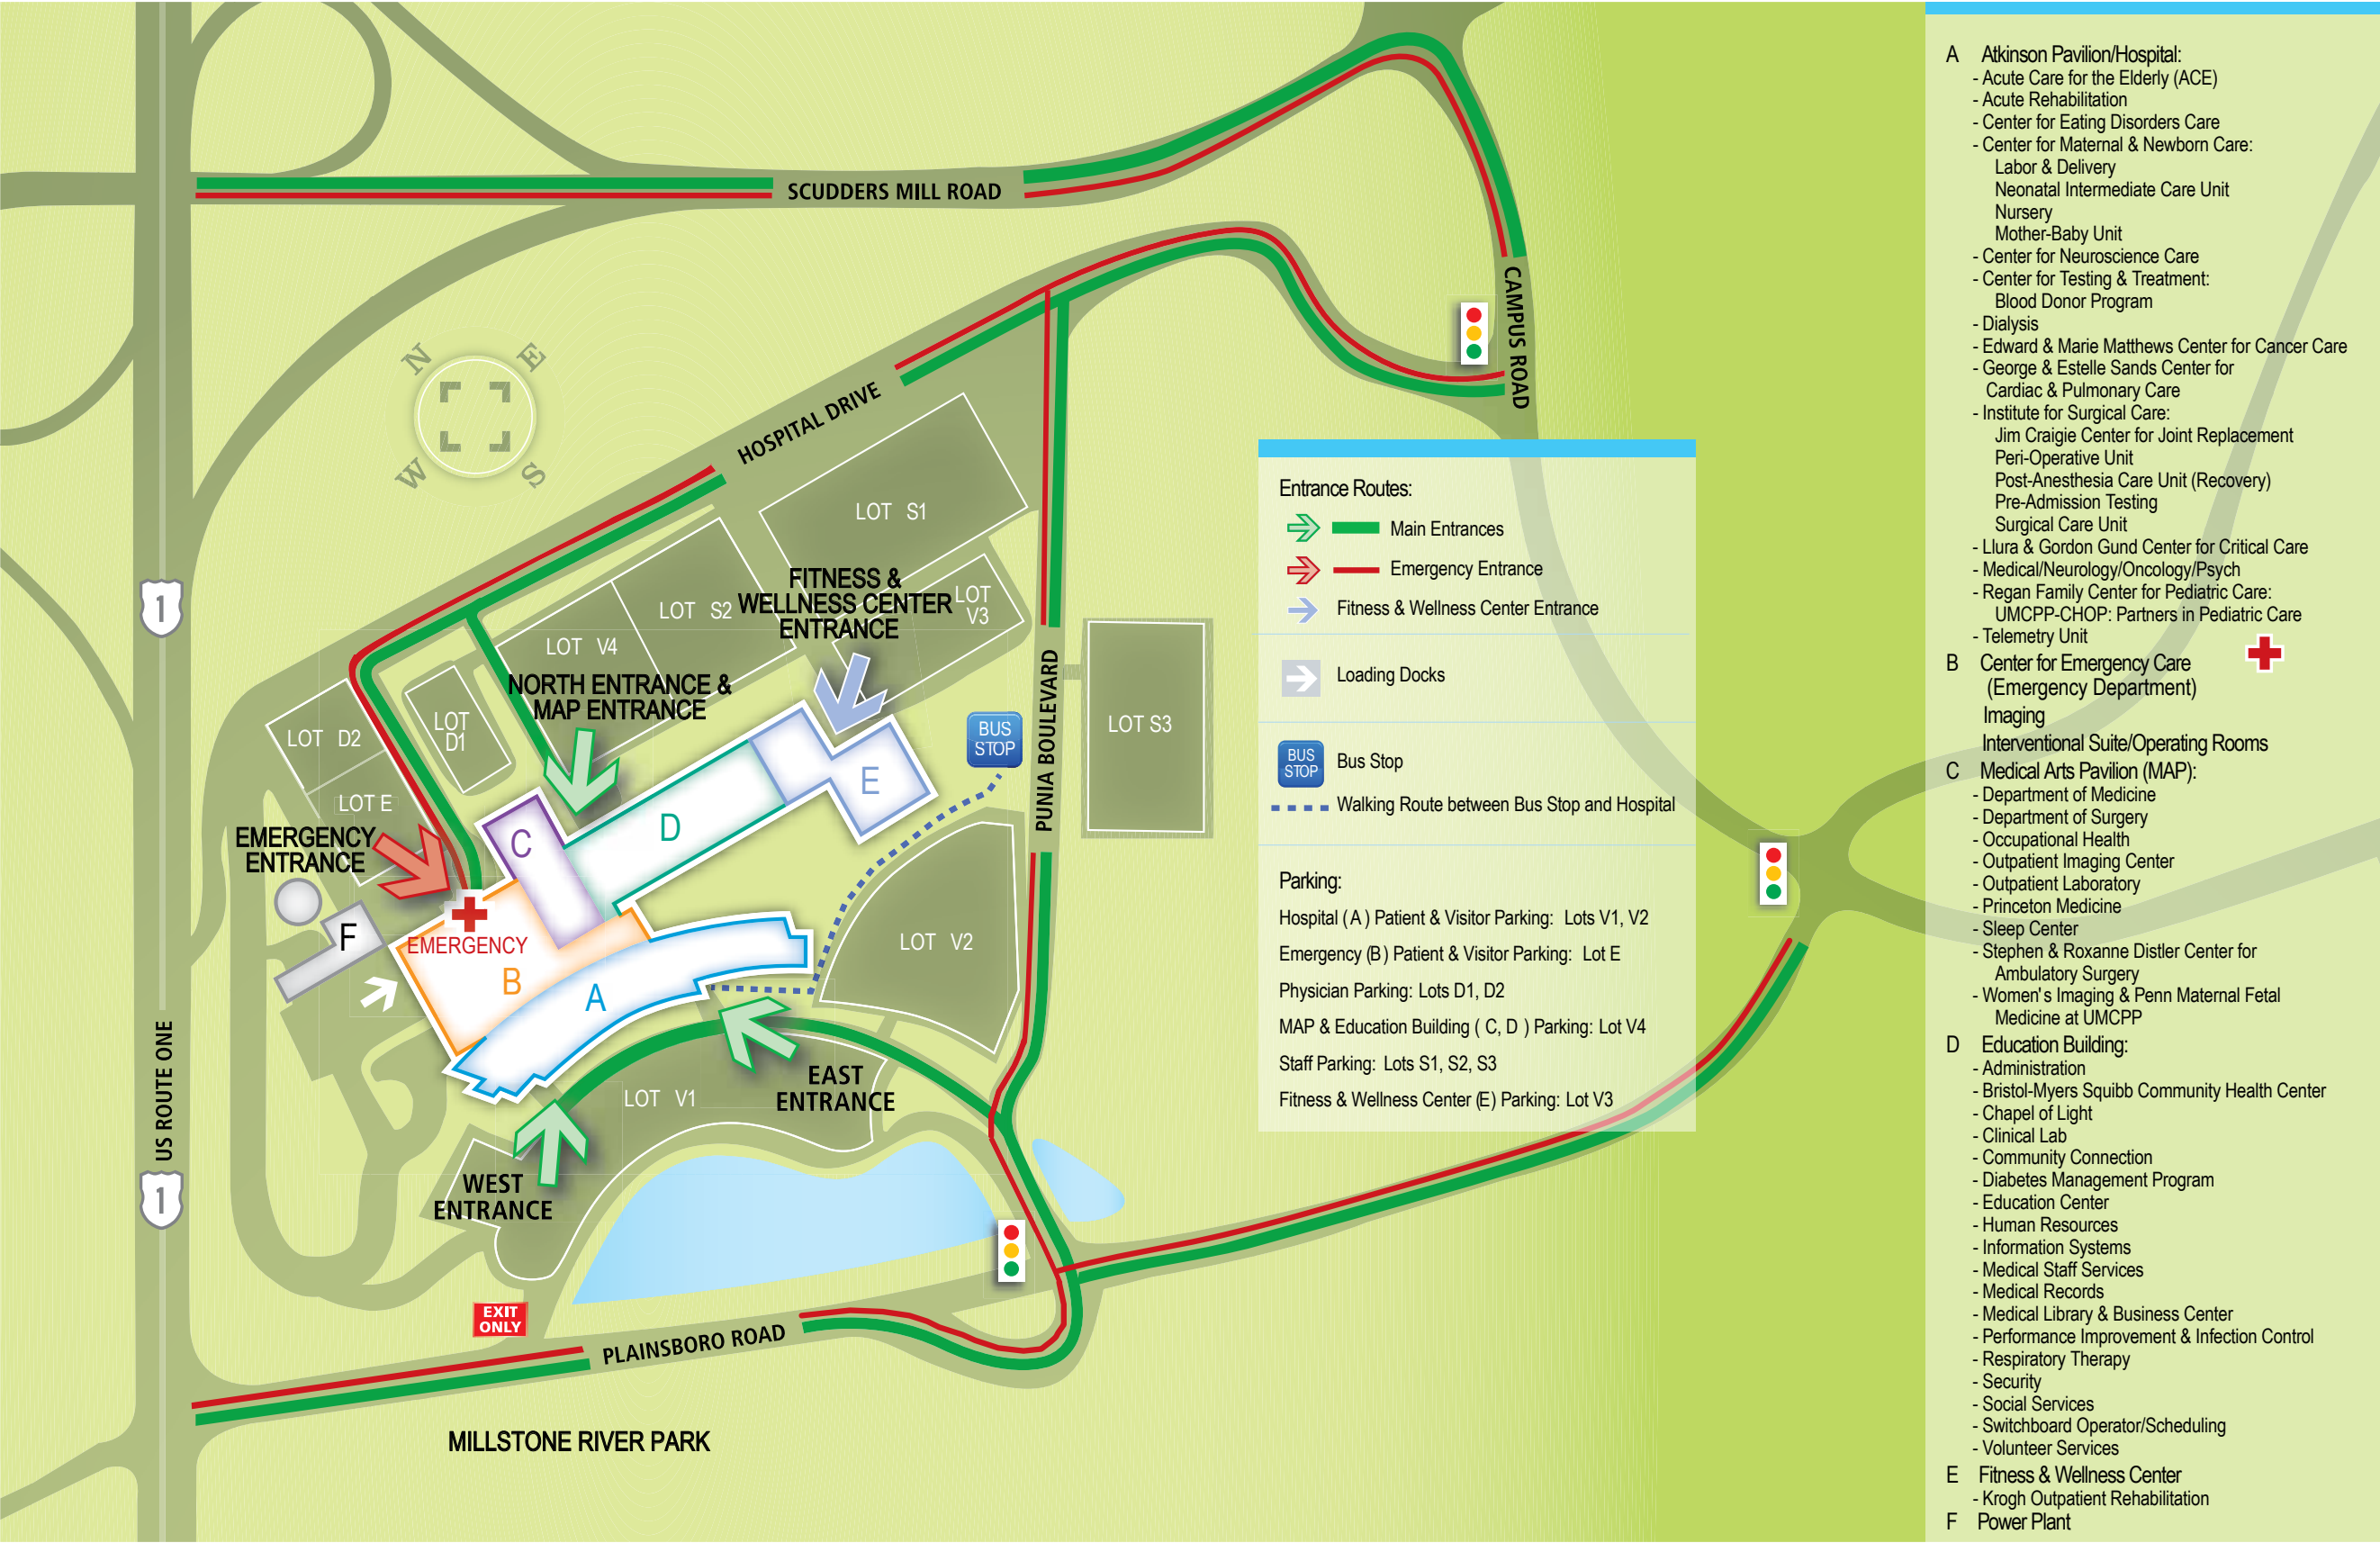 SCUDDERS MILL ROAD
CAMPUS ROAD
N
E
W
S
HOSPITAL DRIVE
1
LOT S1
LOT S2
LOT V4
FITNESS &
WELLNESS CENTER
ENTRANCE
LOT
V3
NORTH ENTRANCE &
MAP ENTRANCE
LOT D2
LOT
D1
LOT E
BUS
STOP
PUNIA BOULEVARD
LOT S3
E
D
C
EMERGENCY
ENTRANCE
F
EMERGENCY
B
A
LOT V2
US ROUTE ONE
1
LOT V1
EAST
ENTRANCE
WEST
ENTRANCE
EXIT
ONLY
PLAINSBORO ROAD
MILLSTONE RIVER PARK
Entrance Routes:
Main Entrances
Emergency Entrance
Fitness & Wellness Center Entrance
Loading Docks
BUS
STOP
Bus Stop
Walking Route between Bus Stop and Hospital
Parking:
Hospital (A) Patient & Visitor Parking: Lots V1, V2
Emergency (B) Patient & Visitor Parking: Lot E
Physician Parking: Lots D1, D2
MAP & Education Building ( C, D ) Parking: Lot V4
Staff Parking: Lots S1, S2, S3
Fitness & Wellness Center (E) Parking: Lot V3
A Atkinson Pavilion/Hospital:
- Acute Care for the Elderly (ACE)
- Acute Rehabilitation
- Center for Eating Disorders Care
- Center for Maternal & Newborn Care:
Labor & Delivery
Neonatal Intermediate Care Unit
Nursery
Mother-Baby Unit
- Center for Neuroscience Care
- Center for Testing & Treatment:
Blood Donor Program
- Dialysis
- Edward & Marie Matthews Center for Cancer Care
- George & Estelle Sands Center for
Cardiac & Pulmonary Care
- Institute for Surgical Care:
Jim Craigie Center for Joint Replacement
Peri-Operative Unit
Post-Anesthesia Care Unit (Recovery)
Pre-Admission Testing
Surgical Care Unit
- Llura & Gordon Gund Center for Critical Care
- Medical/Neurology/Oncology/Psych
- Regan Family Center for Pediatric Care:
UMCPP-CHOP: Partners in Pediatric Care
- Telemetry Unit
B Center for Emergency Care
(Emergency Department)
Imaging
Interventional Suite/Operating Rooms
C Medical Arts Pavilion (MAP):
- Department of Medicine
- Department of Surgery
- Occupational Health
- Outpatient Imaging Center
- Outpatient Laboratory
- Princeton Medicine
- Sleep Center
- Stephen & Roxanne Distler Center for
Ambulatory Surgery
- Women's Imaging & Penn Maternal Fetal
Medicine at UMCPP
D Education Building:
- Administration
- Bristol-Myers Squibb Community Health Center
- Chapel of Light
- Clinical Lab
- Community Connection
- Diabetes Management Program
- Education Center
- Human Resources
- Information Systems
- Medical Staff Services
- Medical Records
- Medical Library & Business Center
- Performance Improvement & Infection Control
- Respiratory Therapy
- Security
- Social Services
- Switchboard Operator/Scheduling
- Volunteer Services
E Fitness & Wellness Center
- Krogh Outpatient Rehabilitation
F Power Plant